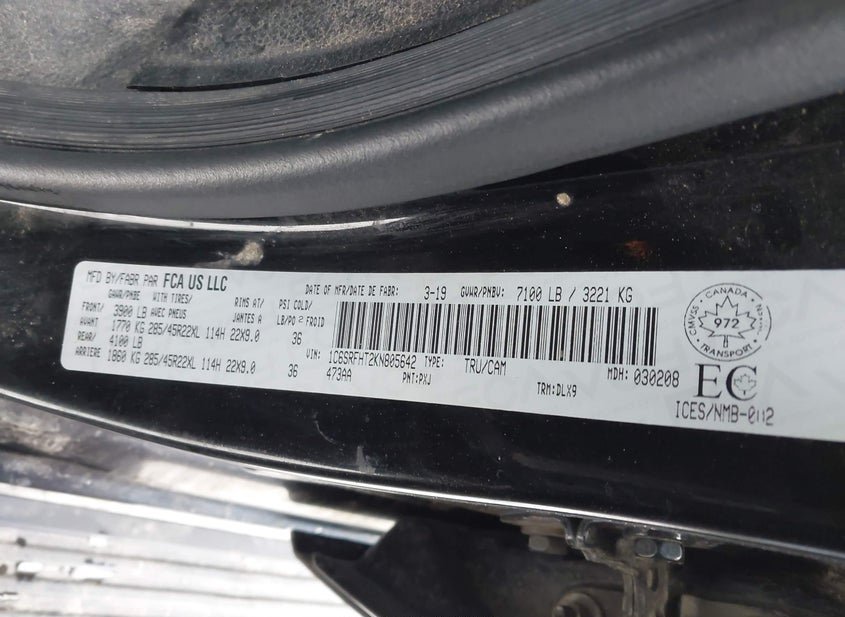 MFD BY/FABR PAR FCA US LLC
DATE OF MFR/DATE DE FABR: 3-19 GVWR/PNBV: 7100 LB / 3221 KG
GAWR/PNBE WITH TIRES/ RIMS AT/ PSI COLD/
FRONT/ 3900 LB AVEC PNEUS JANTES A LB/PO 2 FROID
AVANT 1770 KG 285/45R22XL 114H 22X9.0 36
REAR/ 4100 LB
ARRIERE 1860 KG 285/45R22XL 114H 22X9.0 36
VIN: 1C6SRFHT2KN805642 TYPE: TRU/CAM MDH: 030208
473AA PNT:PXJ TRM:DLX9
CANADA
CMVSS 972 NSVAC
TRANSPORT
EC
ICES/NMB-002